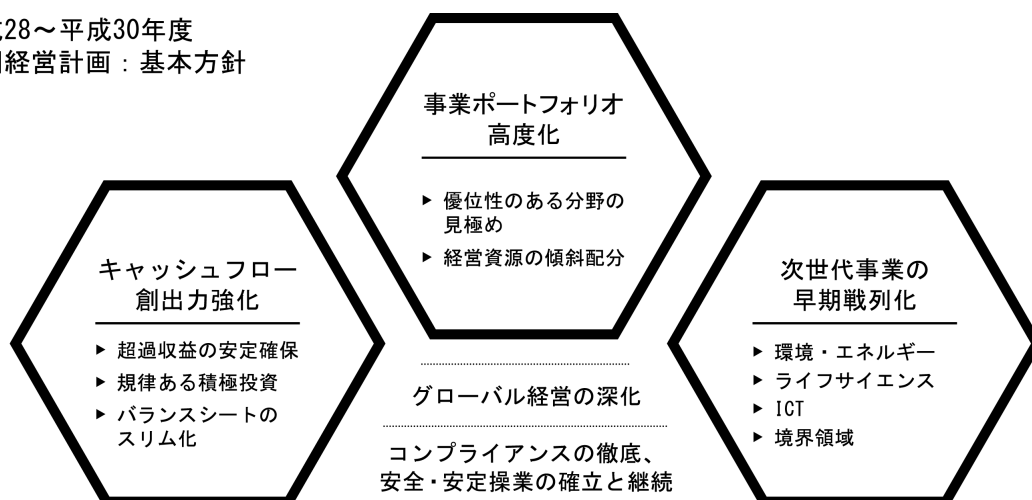 28～平成30年度
経営計画：基本方針
事業ポートフォリオ
高度化
▶ 優位性のある分野の
見極め
▶ 経営資源の傾斜配分
キャッシュフロー
創出力強化
▶ 超過収益の安定確保
▶ 規律ある積極投資
▶ バランスシートの
スリム化
次世代事業の
早期戦列化
▶ 環境・エネルギー
▶ ライフサイエンス
▶ ICT
▶ 境界領域
グローバル経営の深化
コンプライアンスの徹底、
安全・安定操業の確立と継続